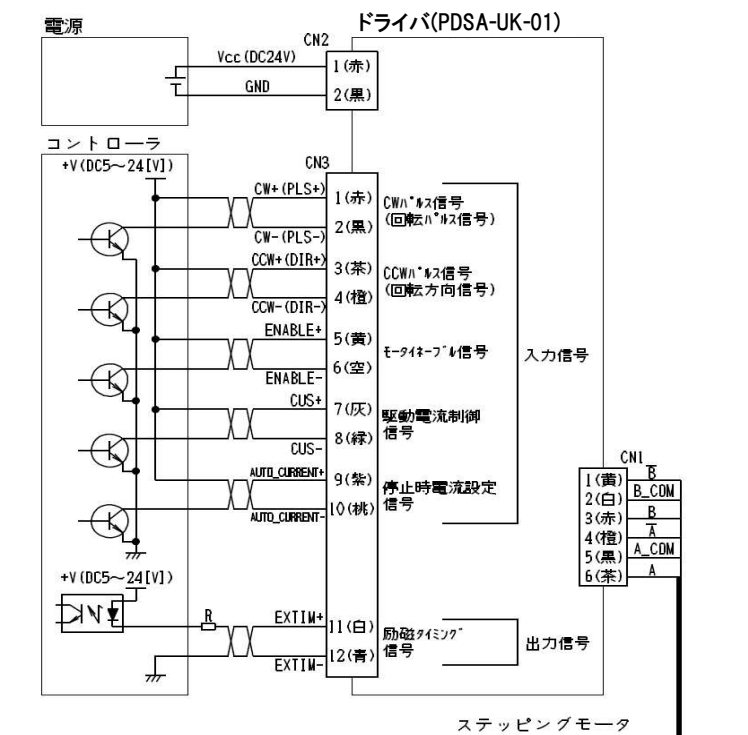 電源
ドライバ(PDSA-UK-01)
CN2
Vcc(DC24V)
1(赤)
GND
2(黒)
コントローラ
+V(DC5～24[V])
CN3
CW+(PLS+)
1(赤)
CWﾊﾟﾙｽ信号
(回転ﾊﾟﾙｽ信号)
2(黒)
CW-(PLS-)
CCW+(DIR+)
3(茶)
CCWﾊﾟﾙｽ信号
(回転方向信号)
4(橙)
CCW-(DIR-)
ENABLE+
5(黄)
ﾓｰﾀｲﾈｰﾌﾞﾙ信号
入力信号
6(空)
ENABLE-
CUS+
7(灰)
駆動電流制御
信号
8(緑)
CUS-
AUTO_CURRENT+
9(紫)
停止時電流設定
信号
10(桃)
AUTO_CURRENT-
CN1
1(黄)
B
2(白)
B_COM
3(赤)
B
4(橙)
A
5(黒)
A_COM
6(茶)
A
+V(DC5～24[V])
R
EXTIM+
11(白)
励磁ﾀｲﾐﾝｸﾞ
信号
出力信号
12(青)
EXTIM-
ステッピングモータ